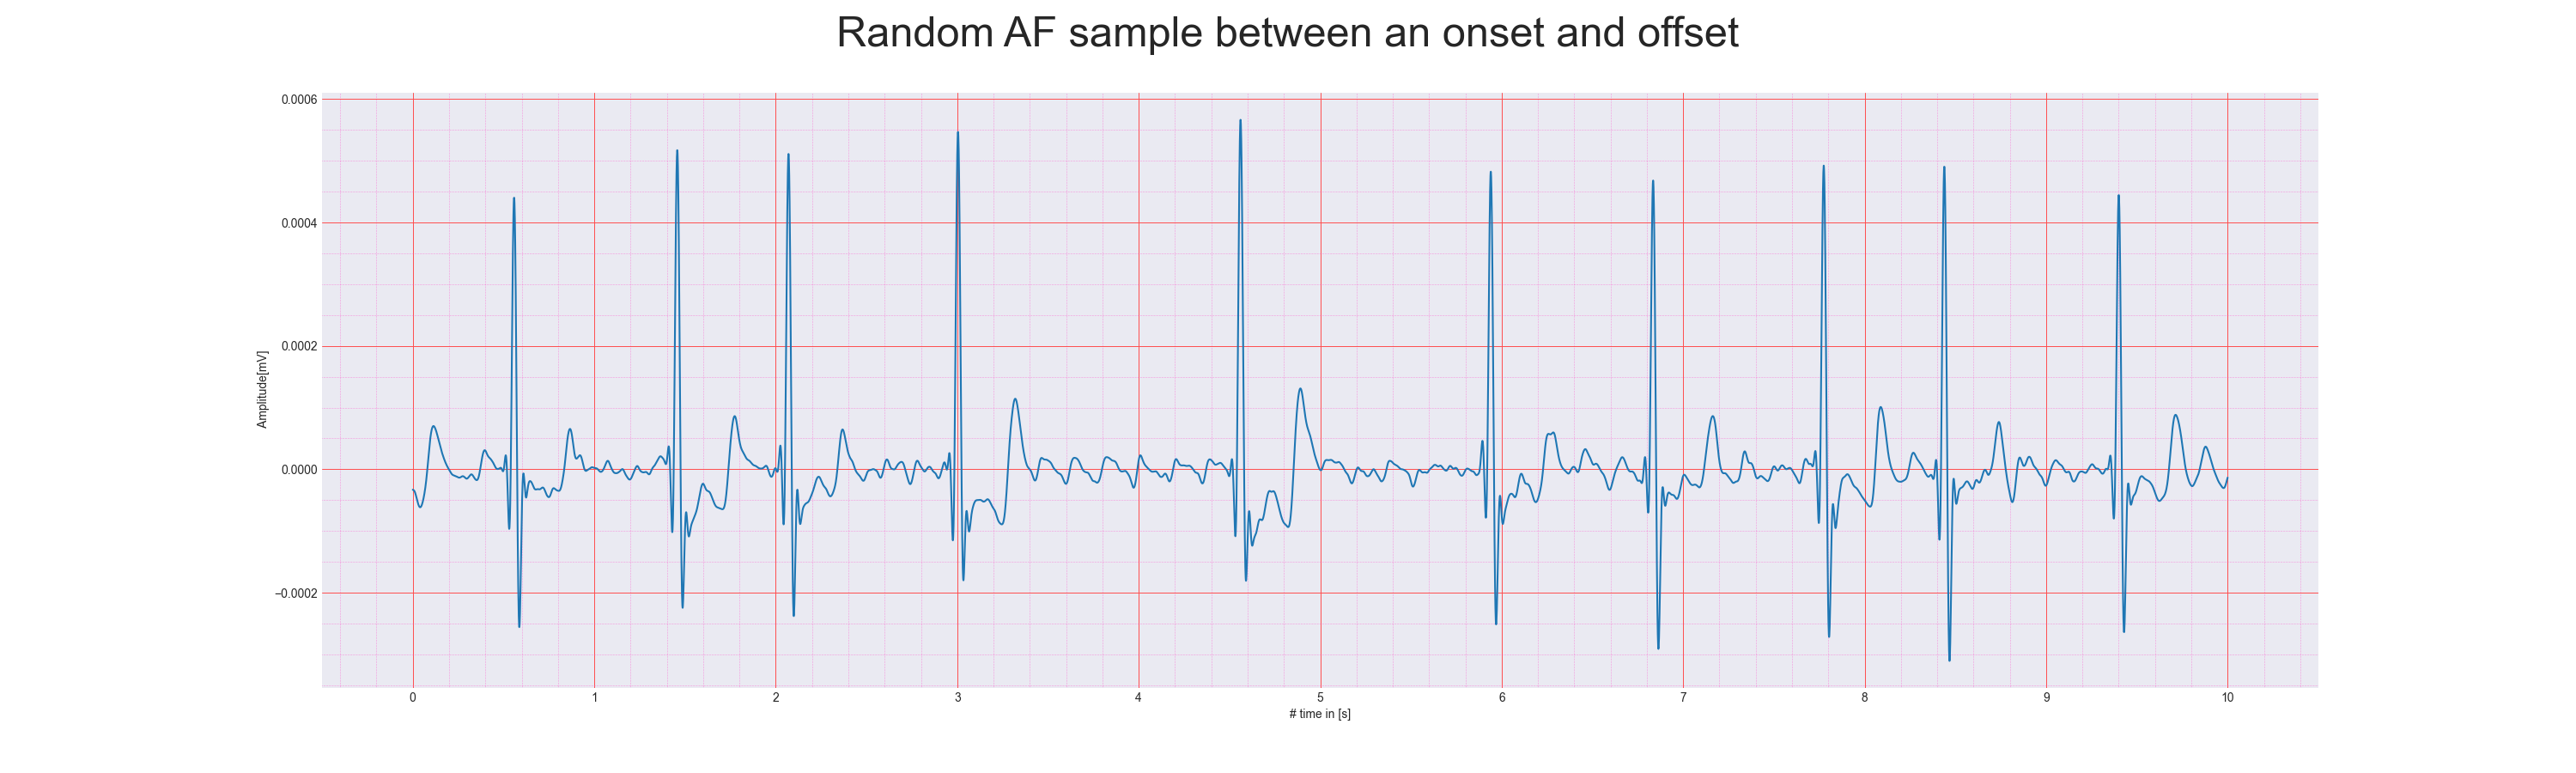 Random AF sample between an onset and offset
0.0006
0.0004
0.0002
0.0000
−0.0002
Amplitude[mV]
0 1 2 3 4 5 6 7 8 9 10
# time in [s]